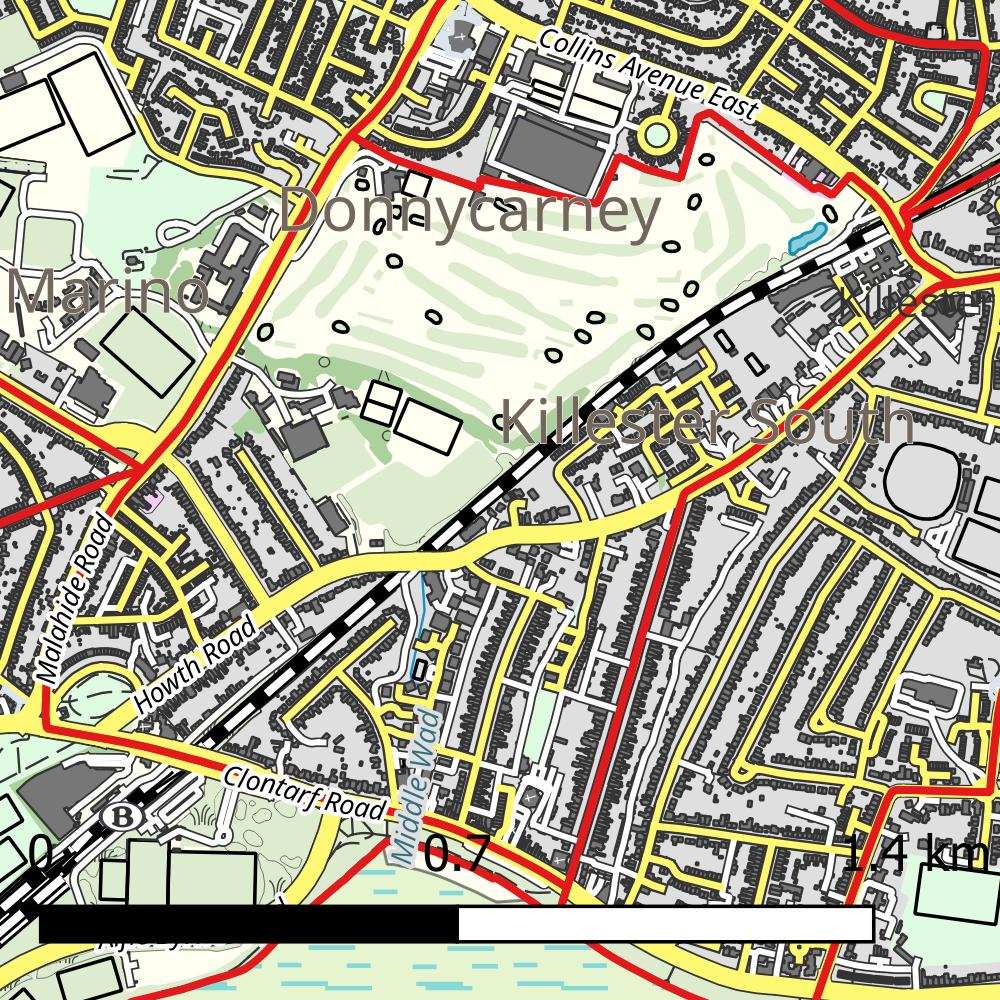 Collins Avenue East
Donnycarney
Marino
Killester
Killester South
Malahide Road
Howth Road
Middle Wad
Clontarf Road
B
0
0.7
1.4 km